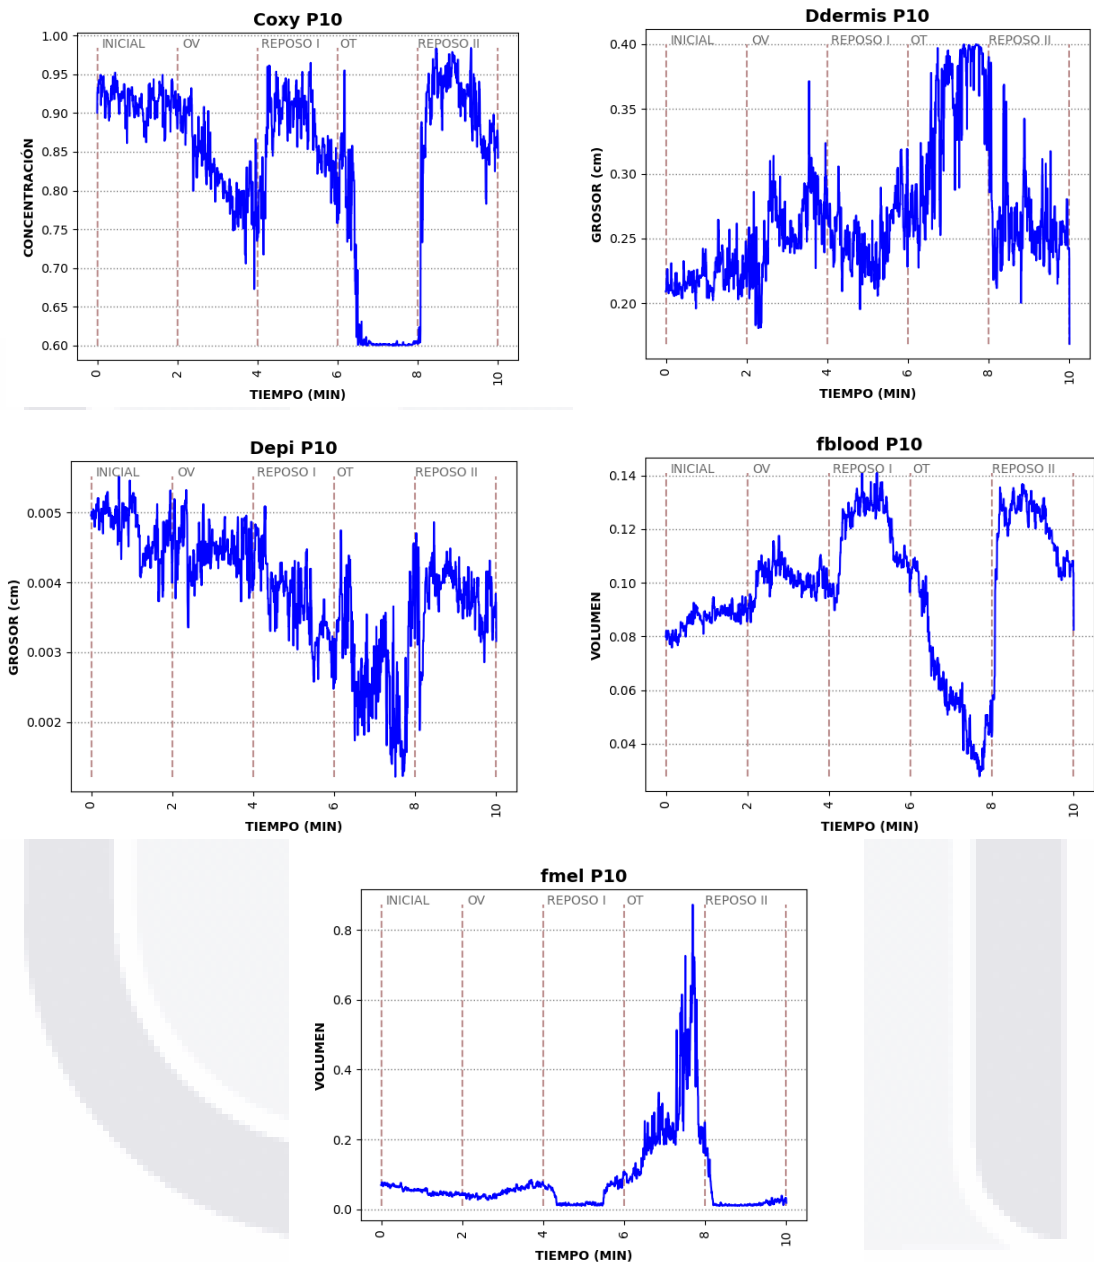 Coxy P10
INICIAL OV REPOSO I OT REPOSO II
1.00
0.95
0.90
0.85
0.80
0.75
0.70
0.65
0.60
CONCENTRACIÓN
0 2 4 6 8 10
TIEMPO (MIN)
Ddermis P10
INICIAL OV REPOSO I OT REPOSO II
0.40
0.35
0.30
0.25
0.20
GROSOR (cm)
0 2 4 6 8 10
TIEMPO (MIN)
Depi P10
INICIAL OV REPOSO I OT REPOSO II
0.005
0.004
0.003
0.002
GROSOR (cm)
0 2 4 6 8 10
TIEMPO (MIN)
fblood P10
INICIAL OV REPOSO I OT REPOSO II
0.14
0.12
0.10
0.08
0.06
0.04
VOLUMEN
0 2 4 6 8 10
TIEMPO (MIN)
fmel P10
INICIAL OV REPOSO I OT REPOSO II
0.8
0.6
0.4
0.2
0.0
VOLUMEN
0 2 4 6 8 10
TIEMPO (MIN)